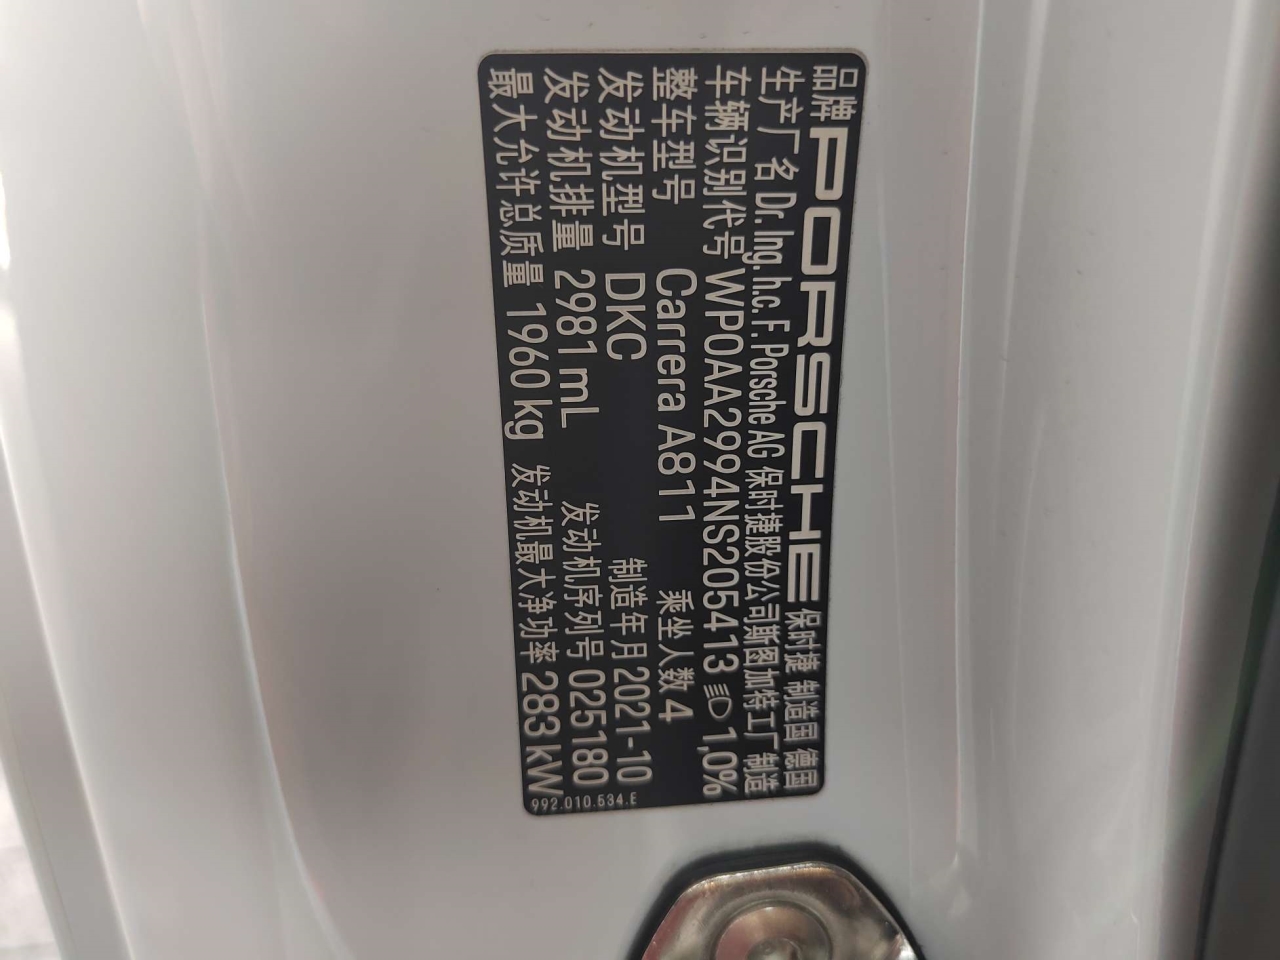 品牌 PORSCHE 保时捷 制造国 德国
生产厂名 Dr. Ing. h.c. F. Porsche AG 保时捷股份公司斯图加特工厂 制造
车辆识别代号 WP0AA2994NS205413 1,0%
整车型号 Carrera A811 乘坐人数 4
发动机型号 DKC 制造年月 2021-10
发动机排量 2981 mL 发动机序列号 025180
最大允许总质量 1960 kg 发动机最大净功率 283 kW
992.010.534.E